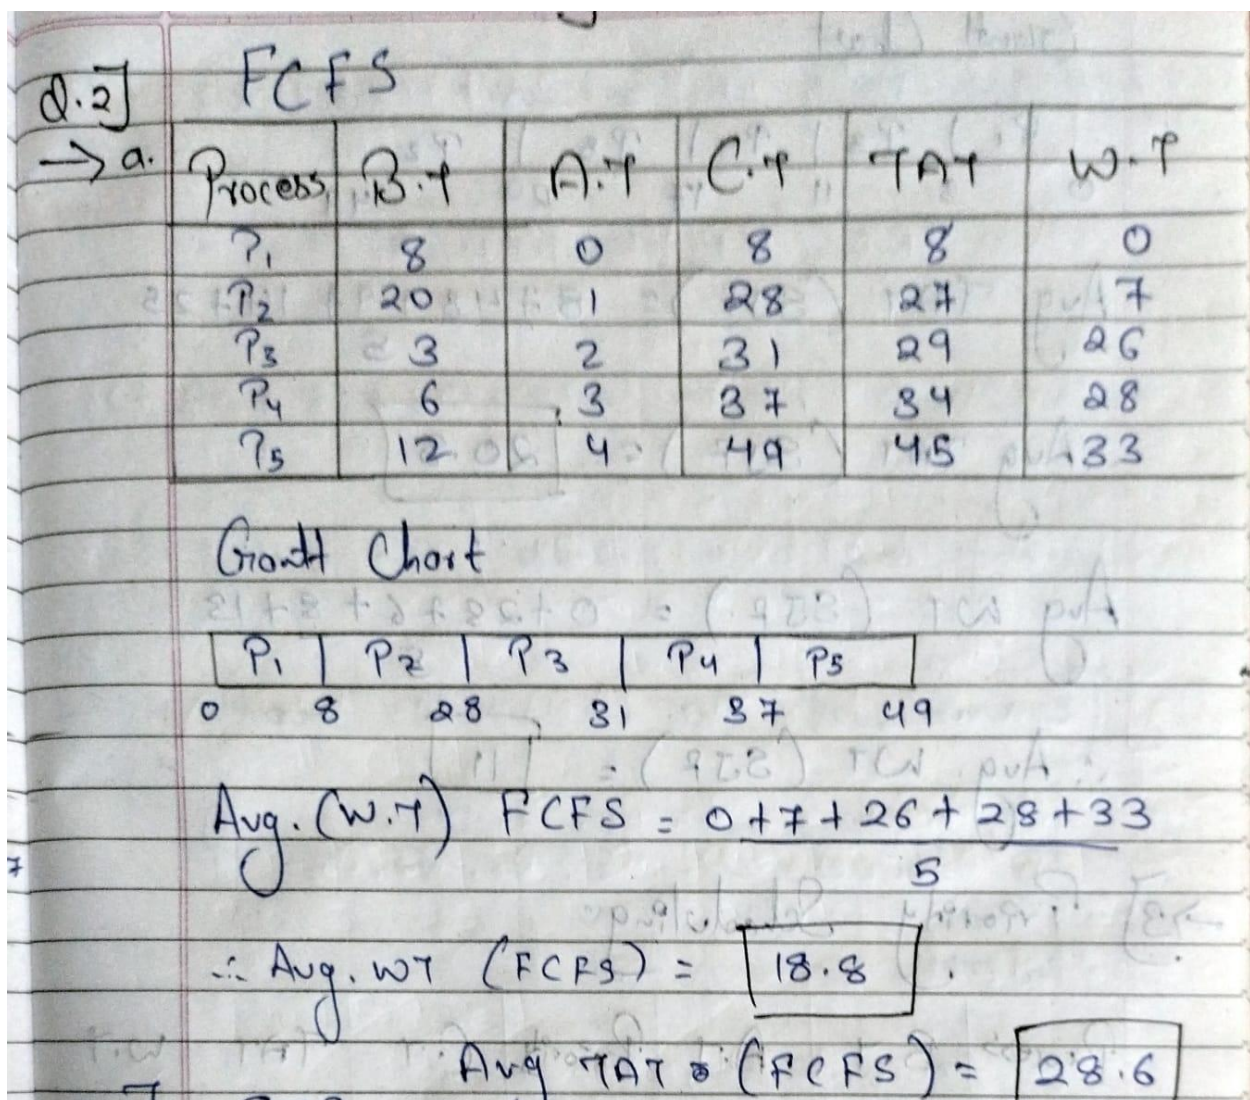 Q.2] FCFS
→ a. Process B.T A.T C.T TAT W.T
P1 8 0 8 8 0
P2 20 1 28 27 7
P3 3 2 31 29 26
P4 6 3 37 34 28
P5 12 4 49 45 33
Gantt Chart
P1 P2 P3 P4 P5
0 8 28 31 37 49
Avg. (W.T) FCFS = 0+7+26+28+33
5
∴ Avg. WT (FCFS) = 18.8 .
Avg TAT (FCFS) = 28.6